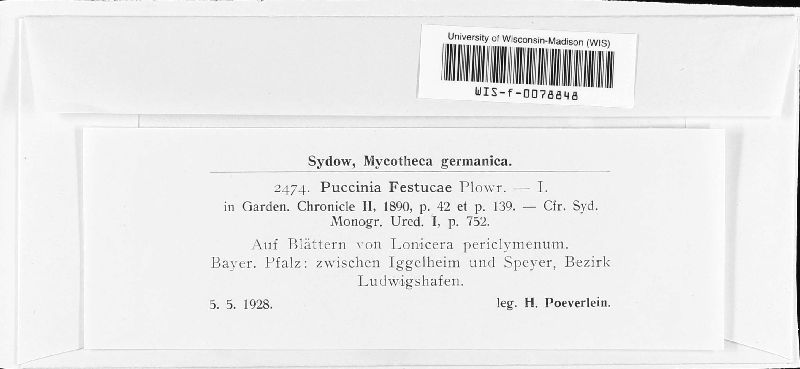 University of Wisconsin-Madison (WIS)
WIS-f-0078848
Sydow, Mycotheca germanica.
2474. Puccinia Festucae Plowr. — I.
in Garden. Chronicle II, 1890, p. 42 et p. 139. — Cfr. Syd.
Monogr. Ured. I, p. 752.
Auf Blättern von Lonicera periclymenum.
Bayer. Pfalz: zwischen Iggelheim und Speyer, Bezirk
Ludwigshafen.
5. 5. 1928. leg. H. Poeverlein.